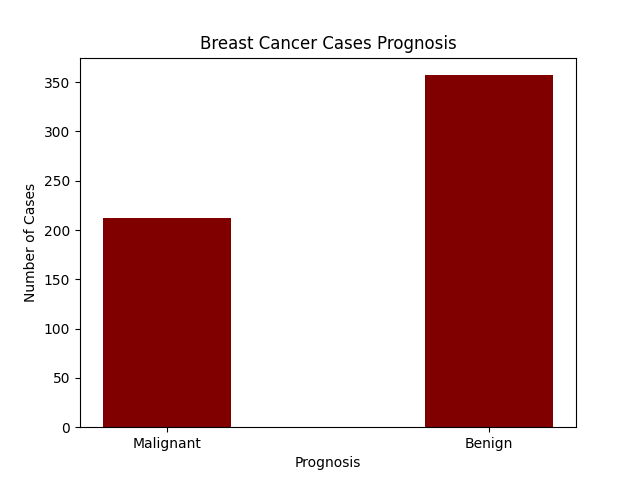 Breast Cancer Cases Prognosis
Number of Cases
350
300
250
200
150
100
50
0
Malignant Benign
Prognosis